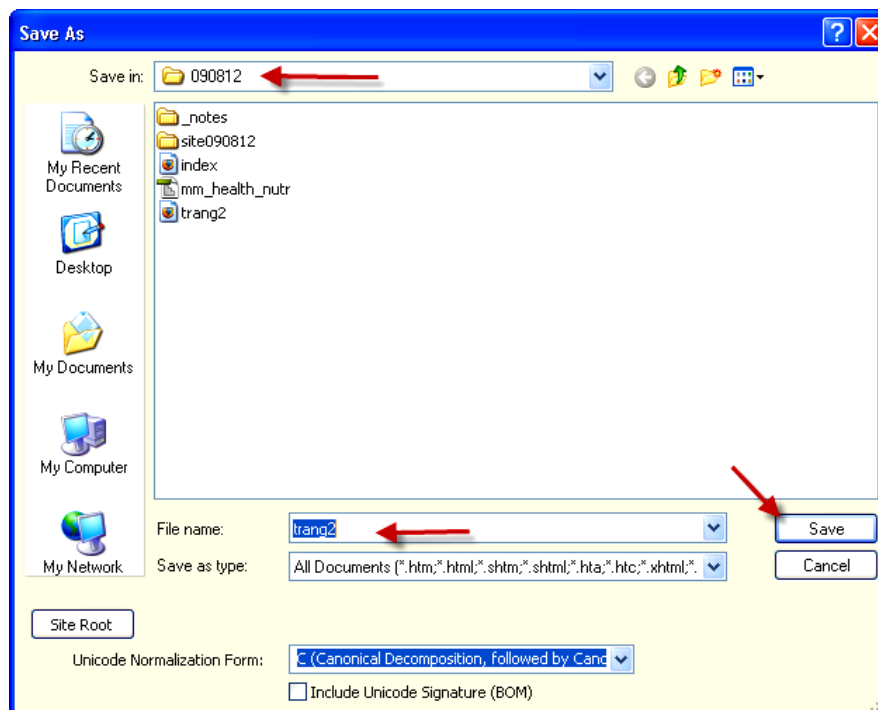 Save As
Save in: 090812
_notes
site090812
index
mm_health_nutr
trang2
My Recent
Documents
Desktop
My Documents
My Computer
My Network
File name: trang2 Save
Save as type: All Documents (*.htm;*.html;*.shtm;*.shtml;*.hta;*.htc;*.xhtml;*. Cancel
Site Root
Unicode Normalization Form: C (Canonical Decomposition, followed by Canc
Include Unicode Signature (BOM)